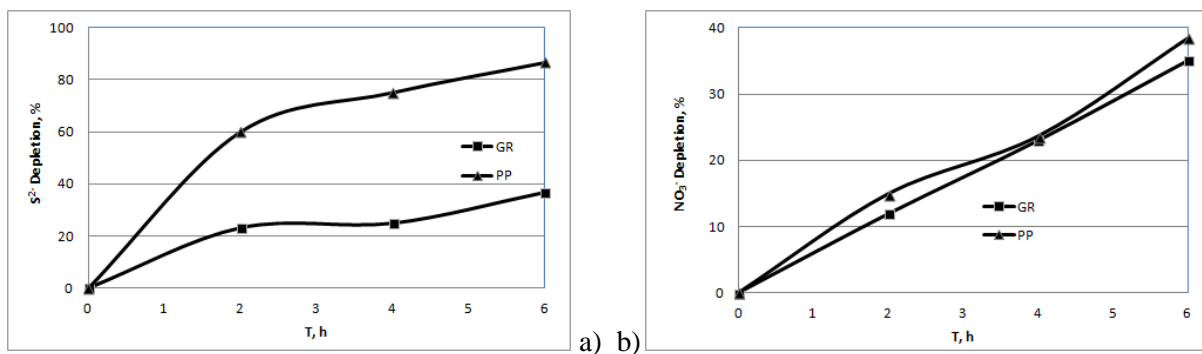 100
80
60
40
20
0
S²⁻ Depletion, %
GR
PP
0 1 2 3 4 5 6
T, h
a) b)
40
30
20
10
0
NO₃⁻ Depletion, %
GR
PP
0 1 2 3 4 5 6
T, h